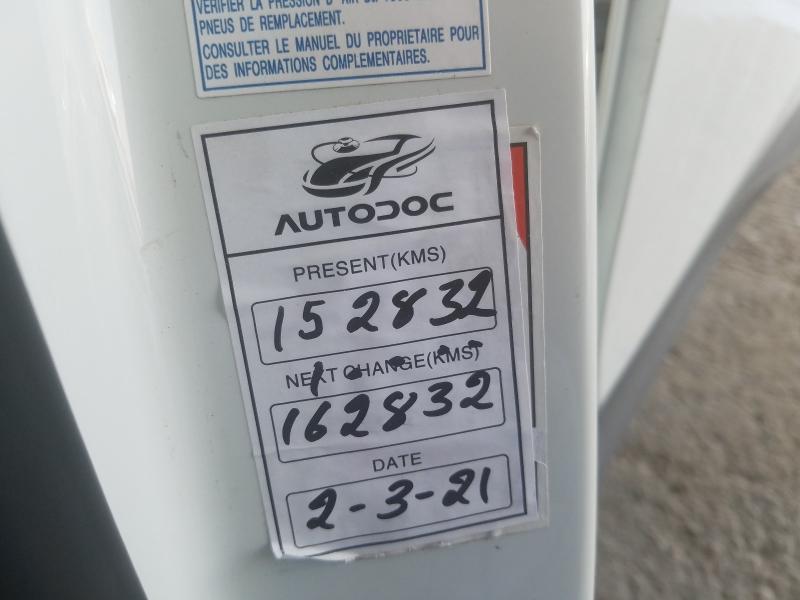 VERIFIER LA PRESSION D'AIR
PNEUS DE REMPLACEMENT.
CONSULTER LE MANUEL DU PROPRIETAIRE POUR
DES INFORMATIONS COMPLEMENTAIRES.
AUTODOC
PRESENT(KMS)
152832
NEXT CHANGE(KMS)
162832
DATE
2-3-21